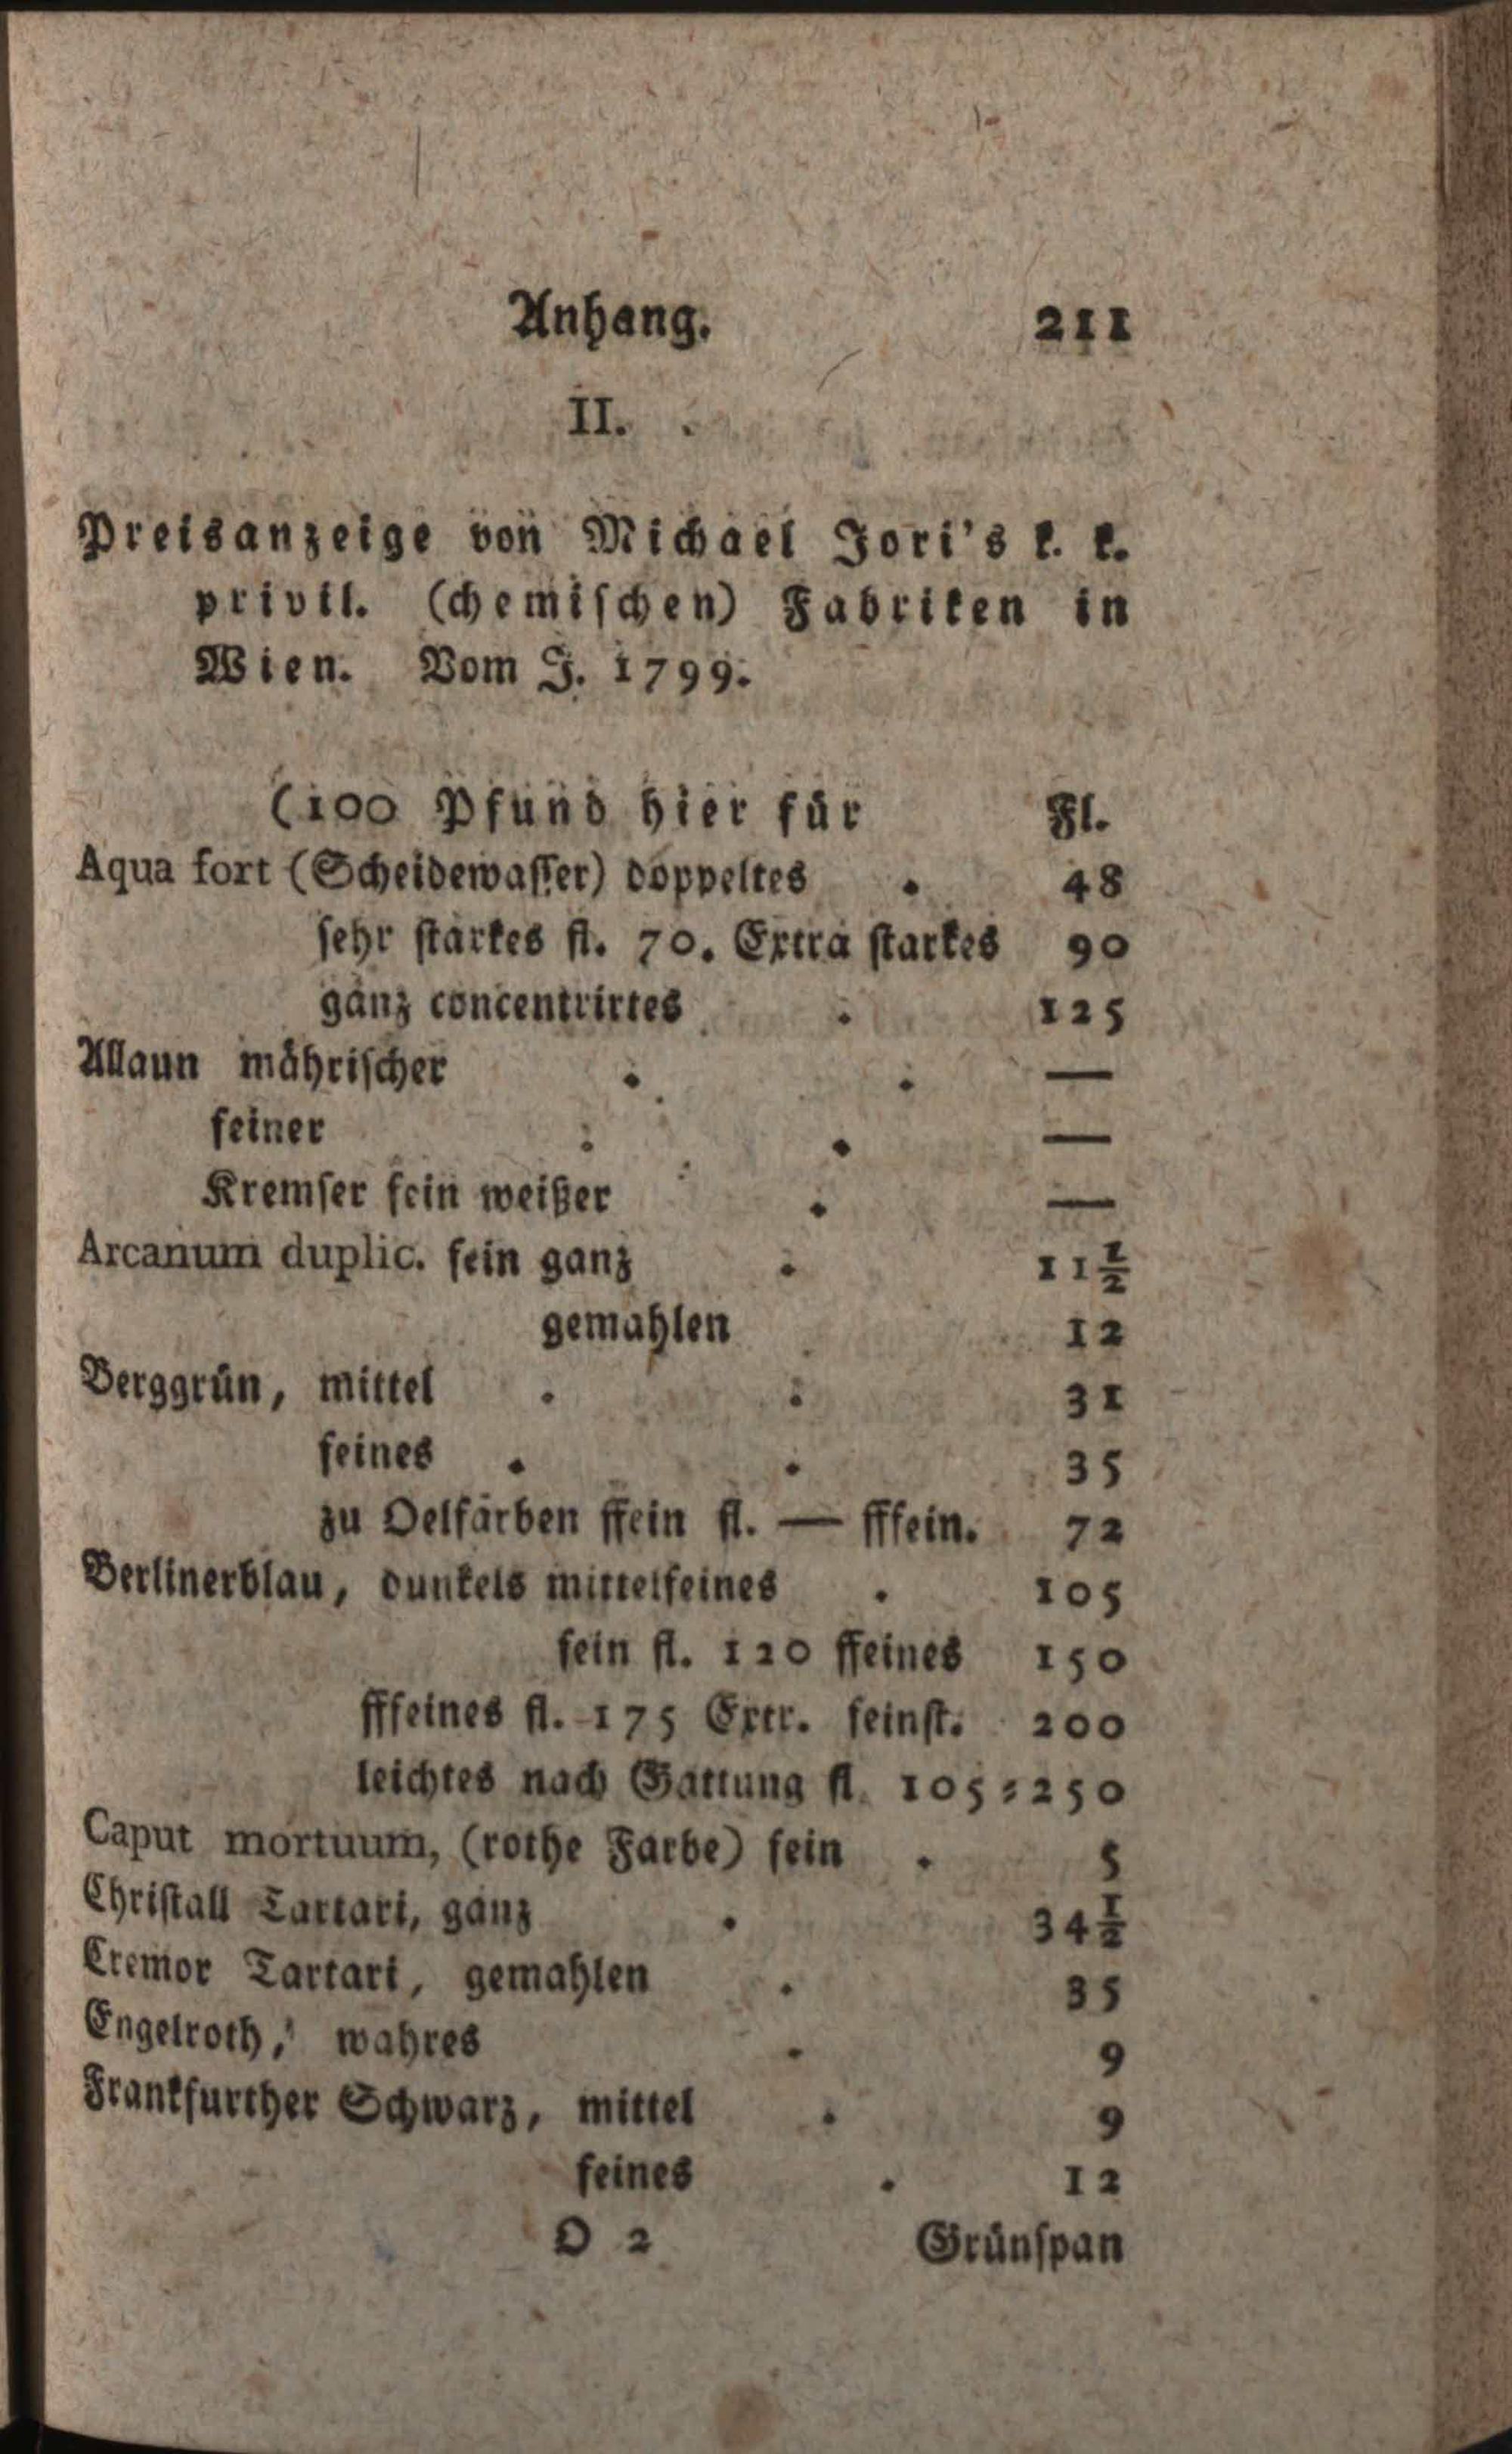 Anhang. 211
II.
Preisanzeige von Michael Jori's k. k.
privil. (chemischen) Fabriken in
Wien. Vom J. 1799.
(100 Pfund hier für Fl.
Aqua fort (Scheidewasser) doppeltes . 48
sehr starkes fl. 70. Extra starkes 90
ganz concentrirtes . 125
Allaun mährischer . . —
feiner . . —
Kremser fein weißer . —
Arcanum duplic. fein ganz . 11½
gemahlen 12
Berggrün, mittel . . 31
feines . . 35
zu Oelfarben ffein fl. — fffein. 72
Berlinerblau, dunkels mittelfeines . 105
fein fl. 120 ffeines 150
fffeines fl. 175 Extr. feinst. 200
leichtes nach Gattung fl. 105 ⸗ 250
Caput mortuum, (rothe Farbe) fein . 5
Christall Tartari, ganz . 34½
Cremor Tartari, gemahlen . 35
Engelroth, wahres . 9
Frankfurther Schwarz, mittel . 9
feines . 12
O 2 Grünspan